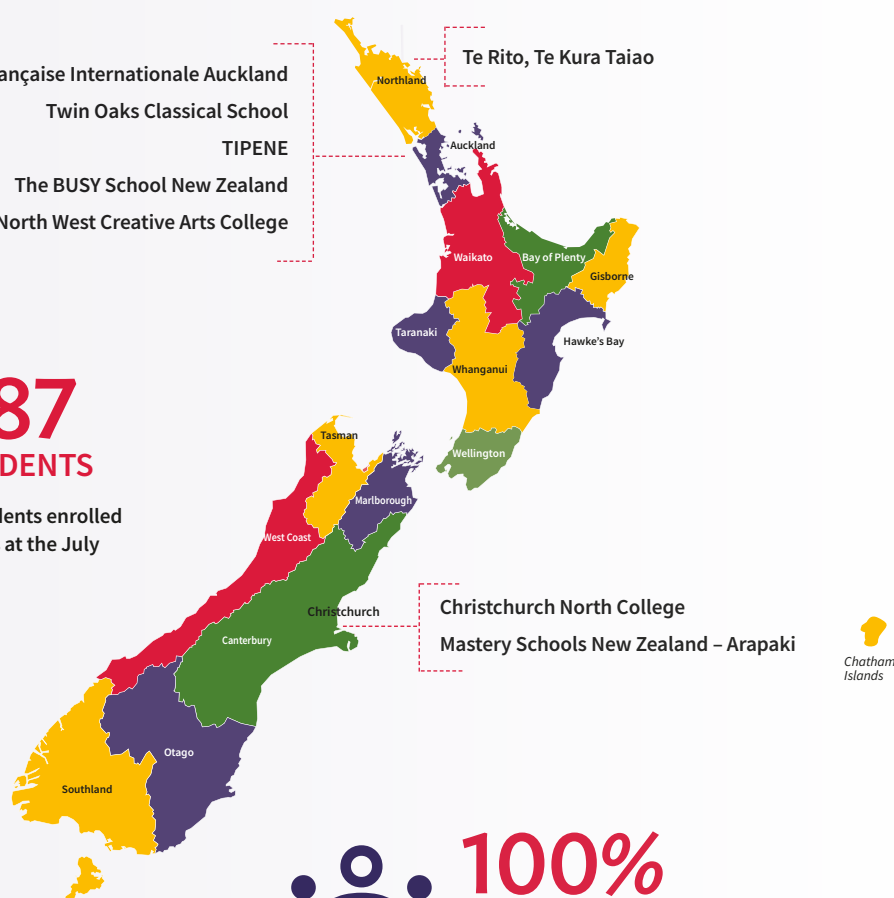 ançaise Internationale Auckland
Twin Oaks Classical School
TIPENE
The BUSY School New Zealand
North West Creative Arts College
Te Rito, Te Kura Taiao
Northland
Auckland
Waikato
Bay of Plenty
Gisborne
Taranaki
Hawke's Bay
Whanganui
Wellington
87
DENTS
dents enrolled
at the July
Tasman
Marlborough
West Coast
Christchurch
Canterbury
Otago
Southland
Christchurch North College
Mastery Schools New Zealand – Arapaki
Chatham
Islands
100%